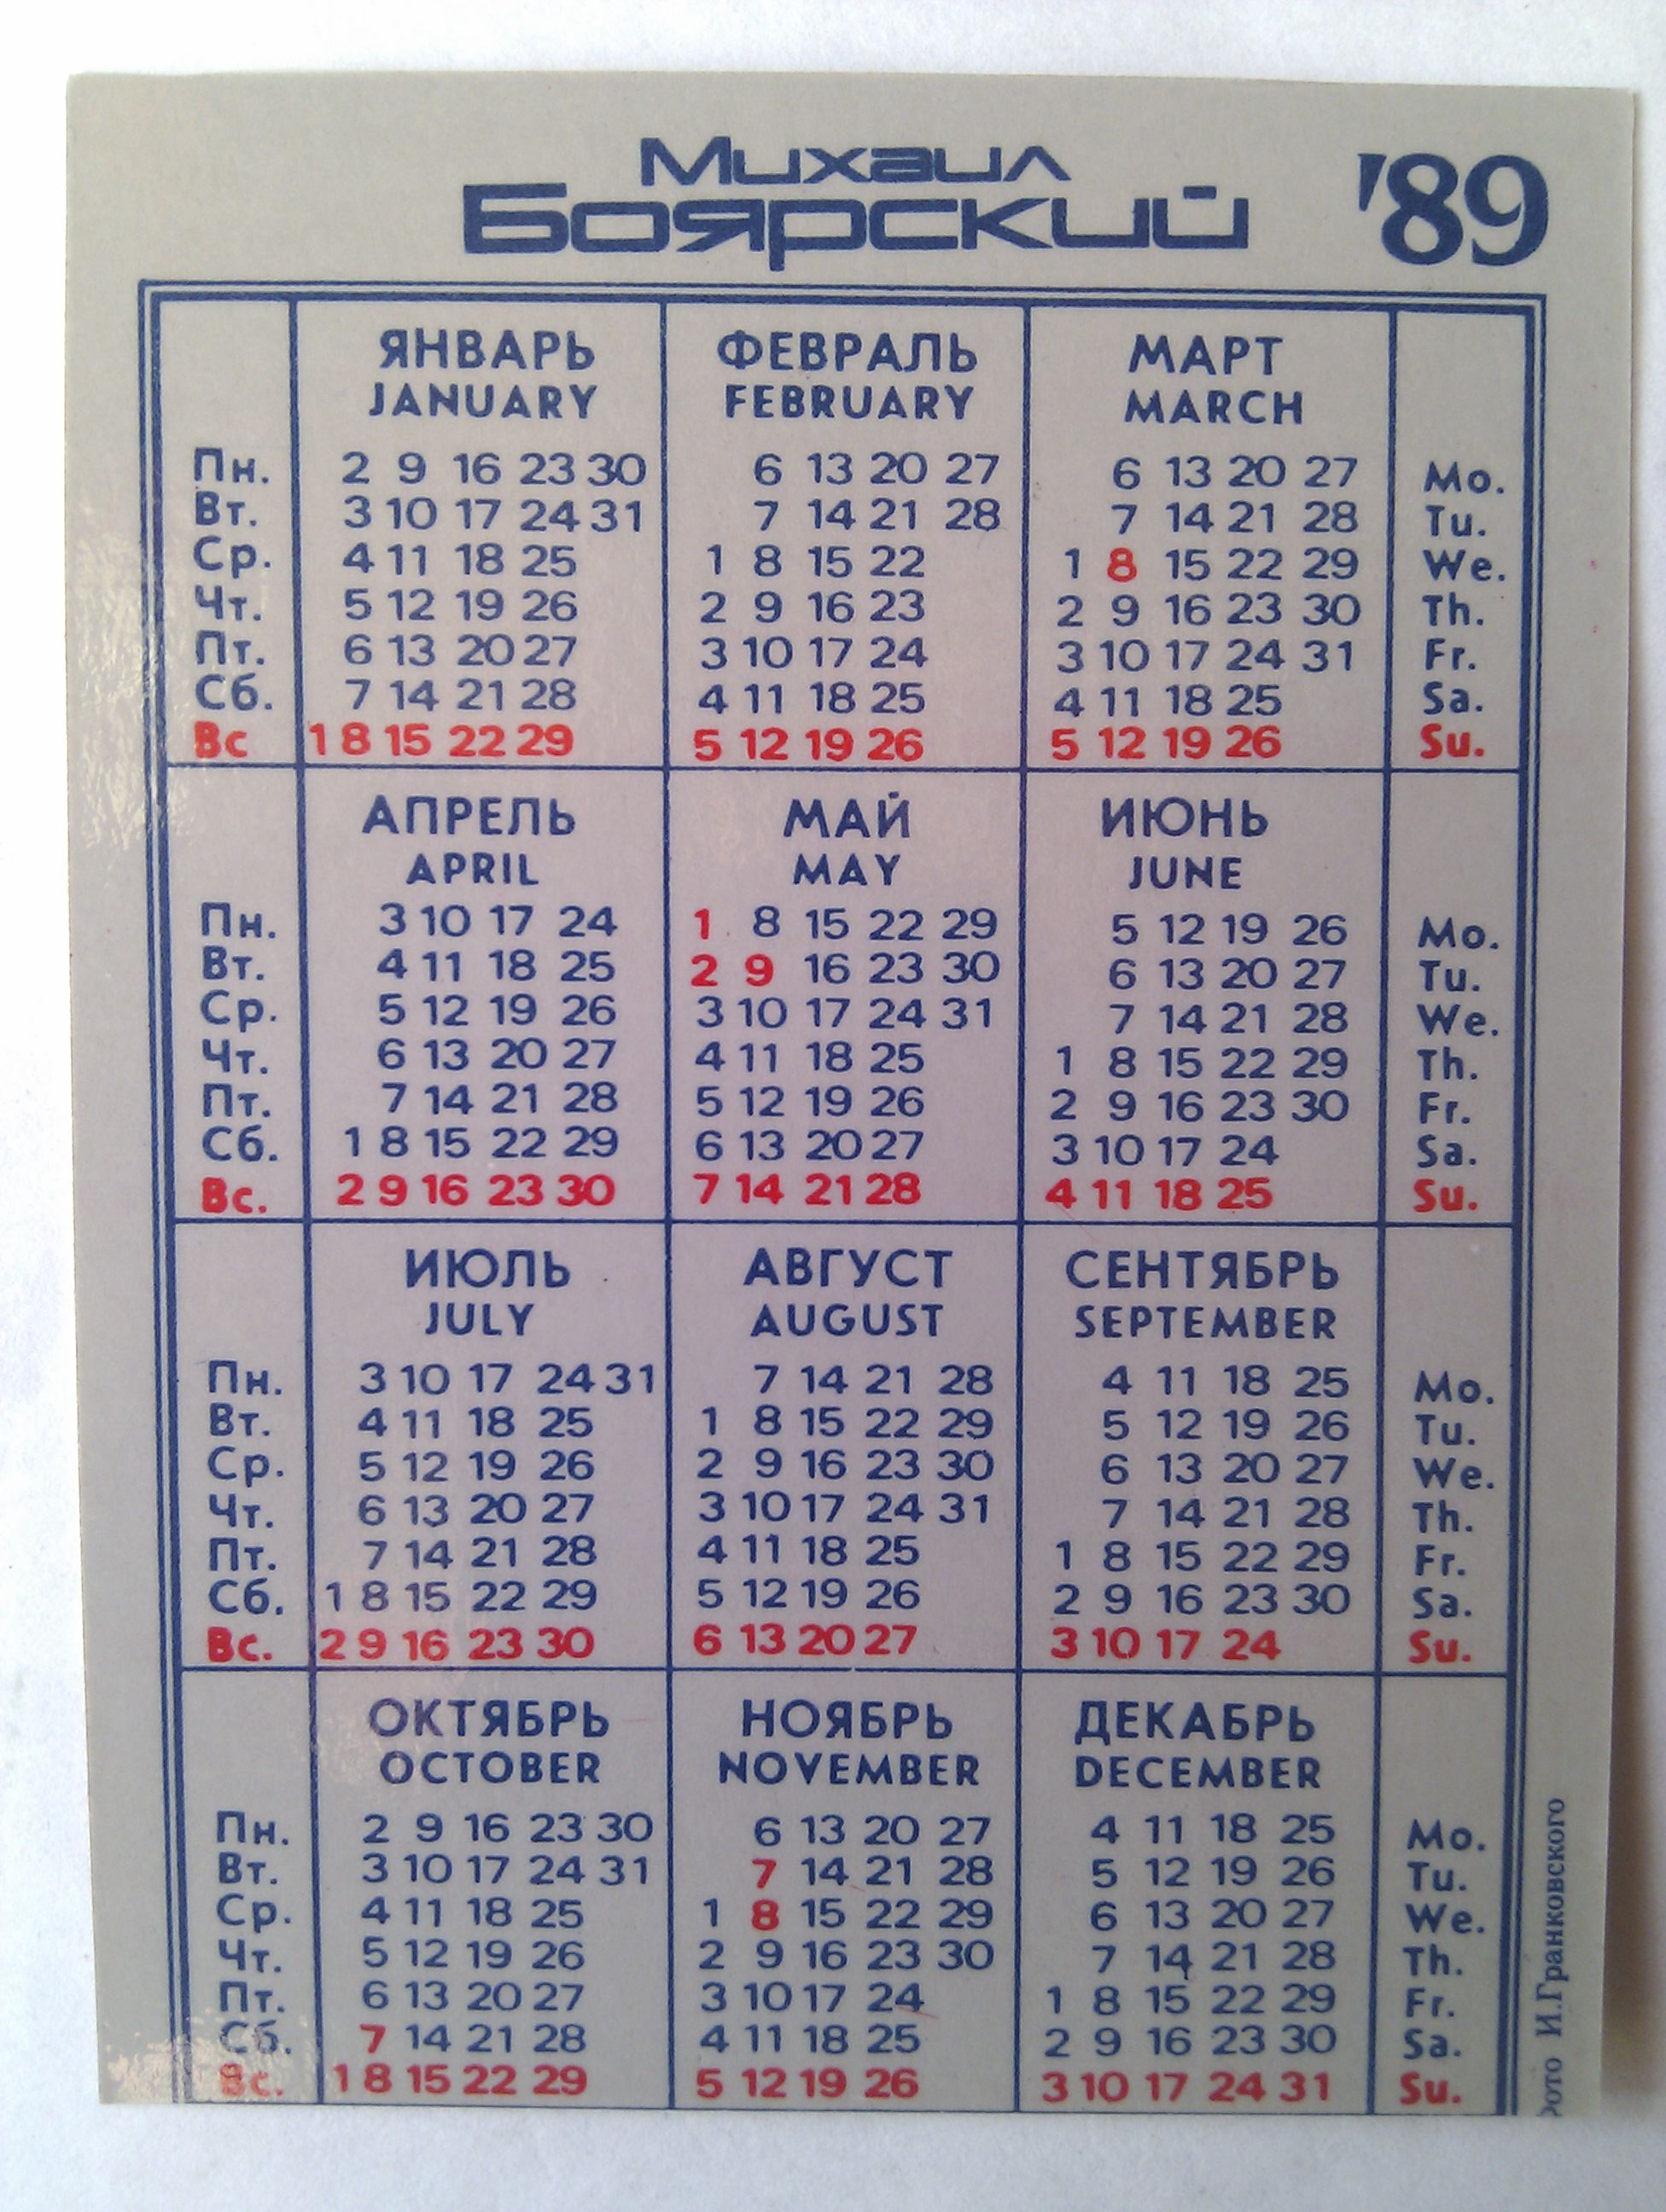 Михаил
Боярский '89
ЯНВАРЬ ФЕВРАЛЬ МАРТ
JANUARY FEBRUARY MARCH
Пн. 2 9 16 23 30 6 13 20 27 6 13 20 27 Mo.
Вт. 3 10 17 24 31 7 14 21 28 7 14 21 28 Tu.
Ср. 4 11 18 25 1 8 15 22 1 8 15 22 29 We.
Чт. 5 12 19 26 2 9 16 23 2 9 16 23 30 Th.
Пт. 6 13 20 27 3 10 17 24 3 10 17 24 31 Fr.
Сб. 7 14 21 28 4 11 18 25 4 11 18 25 Sa.
Вс 1 8 15 22 29 5 12 19 26 5 12 19 26 Su.
АПРЕЛЬ МАЙ ИЮНЬ
APRIL MAY JUNE
Пн. 3 10 17 24 1 8 15 22 29 5 12 19 26 Mo.
Вт. 4 11 18 25 2 9 16 23 30 6 13 20 27 Tu.
Ср. 5 12 19 26 3 10 17 24 31 7 14 21 28 We.
Чт. 6 13 20 27 4 11 18 25 1 8 15 22 29 Th.
Пт. 7 14 21 28 5 12 19 26 2 9 16 23 30 Fr.
Сб. 1 8 15 22 29 6 13 20 27 3 10 17 24 Sa.
Вс. 2 9 16 23 30 7 14 21 28 4 11 18 25 Su.
ИЮЛЬ АВГУСТ СЕНТЯБРЬ
JULY AUGUST SEPTEMBER
Пн. 3 10 17 24 31 7 14 21 28 4 11 18 25 Mo.
Вт. 4 11 18 25 1 8 15 22 29 5 12 19 26 Tu.
Ср. 5 12 19 26 2 9 16 23 30 6 13 20 27 We.
Чт. 6 13 20 27 3 10 17 24 31 7 14 21 28 Th.
Пт. 7 14 21 28 4 11 18 25 1 8 15 22 29 Fr.
Сб. 1 8 15 22 29 5 12 19 26 2 9 16 23 30 Sa.
Вс. 2 9 16 23 30 6 13 20 27 3 10 17 24 Su.
ОКТЯБРЬ НОЯБРЬ ДЕКАБРЬ
OCTOBER NOVEMBER DECEMBER
Пн. 2 9 16 23 30 6 13 20 27 4 11 18 25 Mo.
Вт. 3 10 17 24 31 7 14 21 28 5 12 19 26 Tu.
Ср. 4 11 18 25 1 8 15 22 29 6 13 20 27 We.
Чт. 5 12 19 26 2 9 16 23 30 7 14 21 28 Th.
Пт. 6 13 20 27 3 10 17 24 1 8 15 22 29 Fr.
Сб. 7 14 21 28 4 11 18 25 2 9 16 23 30 Sa.
Вс. 1 8 15 22 29 5 12 19 26 3 10 17 24 31 Su.
Фото И.Гранковского